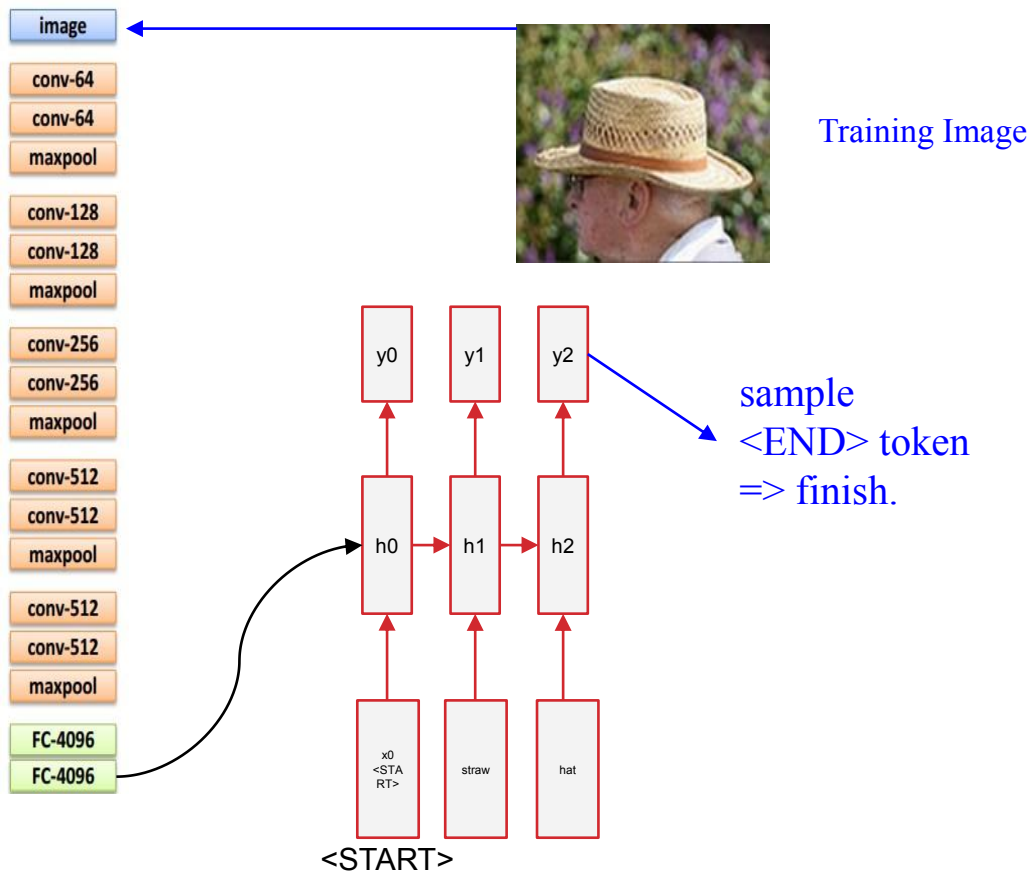 image
conv-64
conv-64
maxpool
conv-128
conv-128
maxpool
conv-256
conv-256
maxpool
conv-512
conv-512
maxpool
conv-512
conv-512
maxpool
FC-4096
FC-4096
Training Image
y0
y1
y2
sample
<END> token
=> finish.
h0
h1
h2
x0
<STA
RT>
straw
hat
<START>